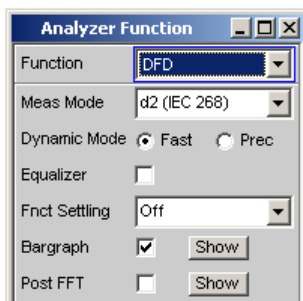 Analyzer Function
Function DFD
Meas Mode d2 (IEC 268)
Dynamic Mode Fast Prec
Equalizer
Fnct Settling Off
Bargraph Show
Post FFT Show